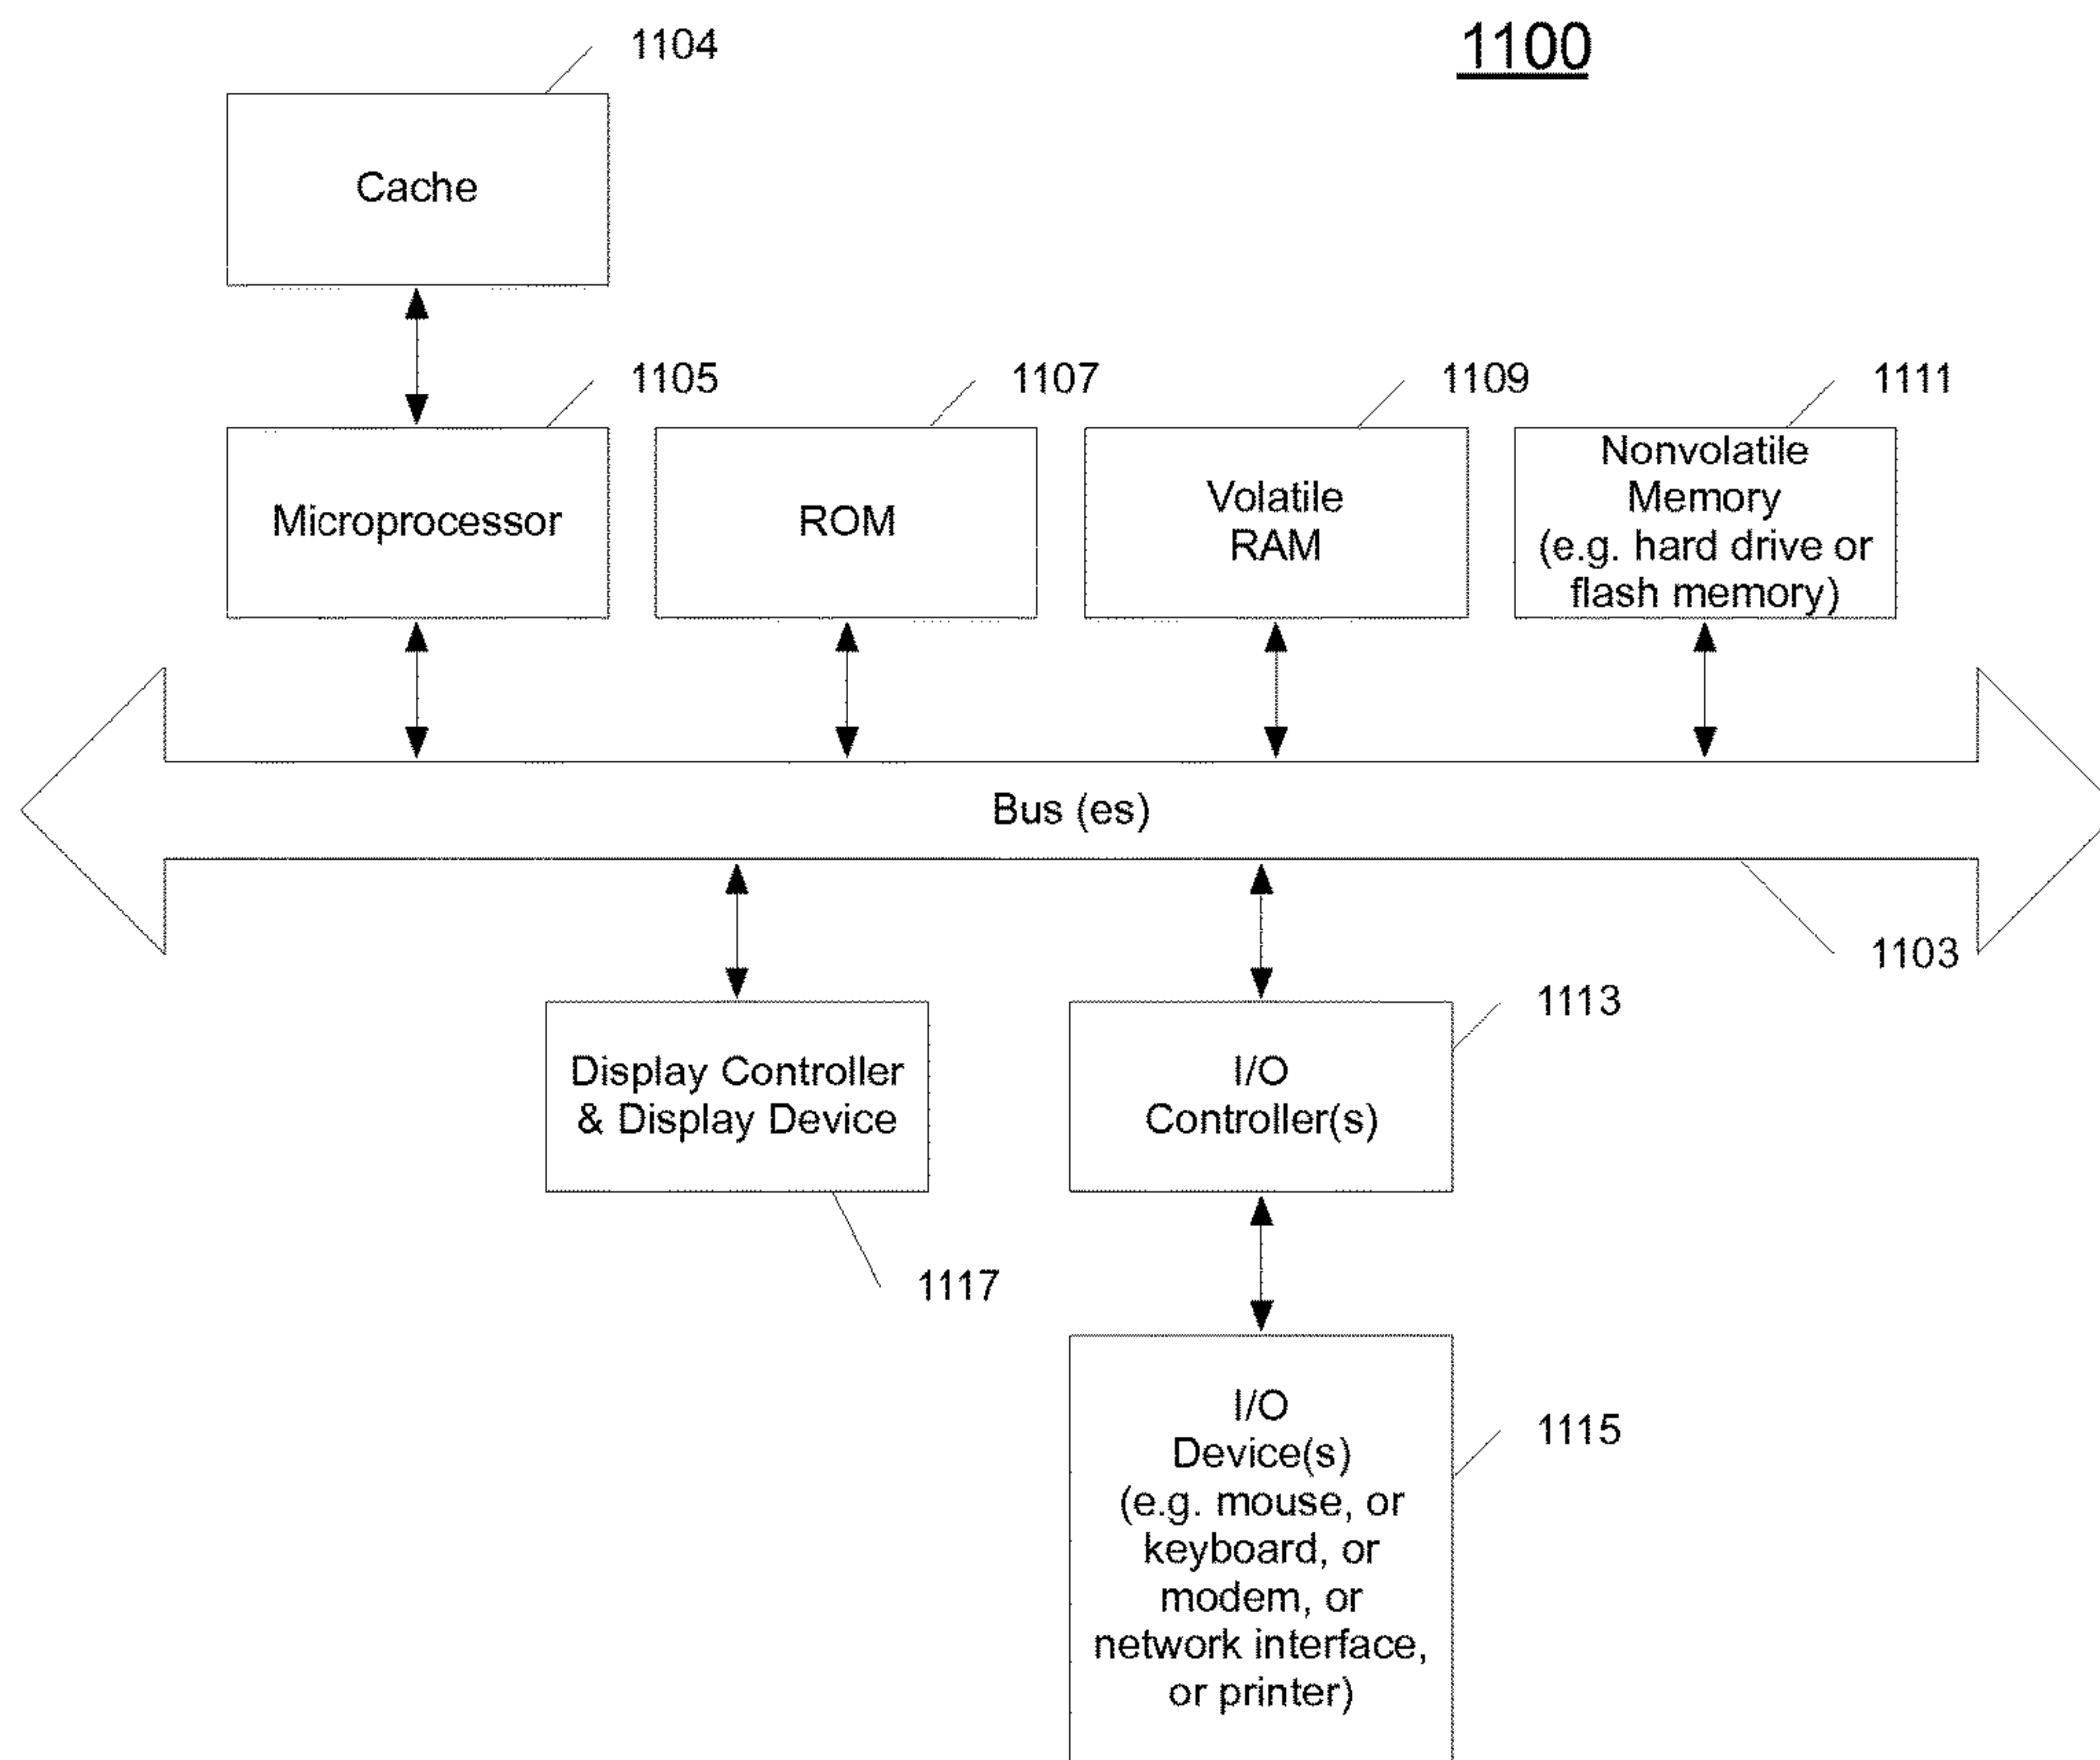 1100
1104
Cache
1105
1107
1109
1111
Microprocessor
ROM
Volatile
RAM
Nonvolatile
Memory
(e.g. hard drive or
flash memory)
Bus (es)
1103
Display Controller
& Display Device
1117
I/O
Controller(s)
1113
I/O
Device(s)
(e.g. mouse, or
keyboard, or
modem, or
network interface,
or printer)
1115